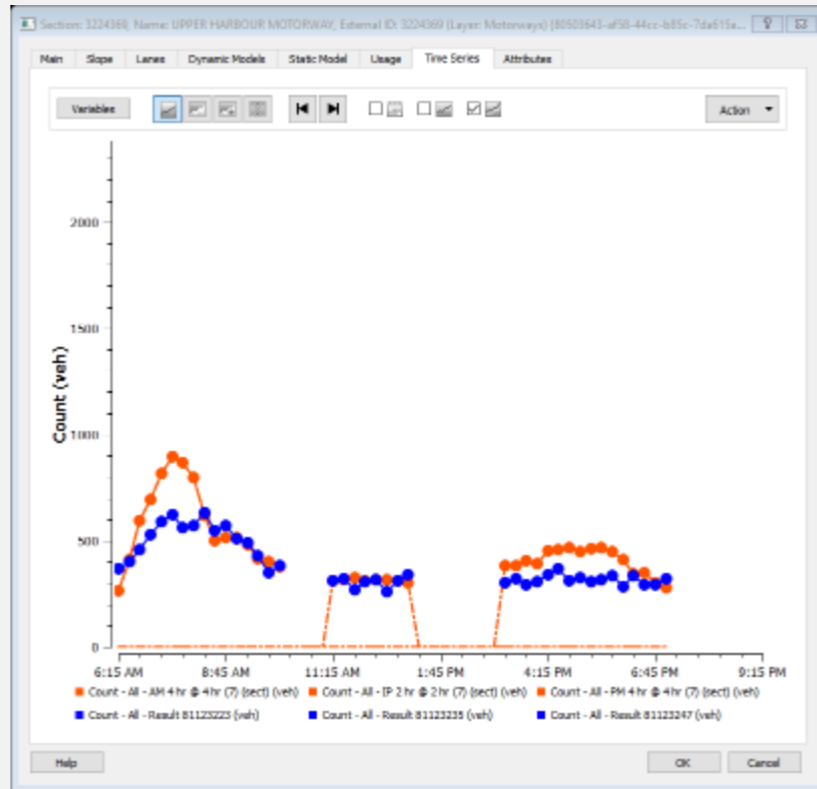 Section: 3224369, Name: UPPER HARBOUR MOTORWAY, External ID: 3224369 (Layer: Motorways) {80503643-af58-44cc-b85c-7da615a...
Main Slope Lanes Dynamic Models Static Model Usage Time Series Attributes
Variables Action
Count (veh)
2000
1500
1000
500
0
6:15 AM 8:45 AM 11:15 AM 1:45 PM 4:15 PM 6:45 PM 9:15 PM
Count - All - AM 4 hr @ 4 hr (7) (sect) (veh) Count - All - IP 2 hr @ 2 hr (7) (sect) (veh) Count - All - PM 4 hr @ 4 hr (7) (sect) (veh)
Count - All - Result 81123223 (veh) Count - All - Result 81123235 (veh) Count - All - Result 81123247 (veh)
Help OK Cancel